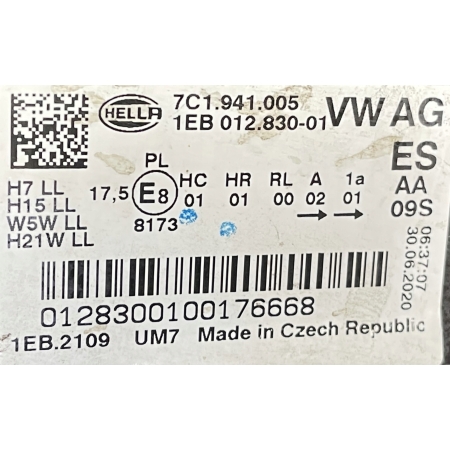 HELLA
7C1.941.005
1EB 012.830-01
VW AG
ES
AA
09S
H7 LL
H15 LL
W5W LL
H21W LL
17,5
PL
E8
8173
HC HR RL A 1a
01 01 00 02 01
06:37:07
30.06.2020
0128300100176668
1EB.2109 UM7 Made in Czech Republic